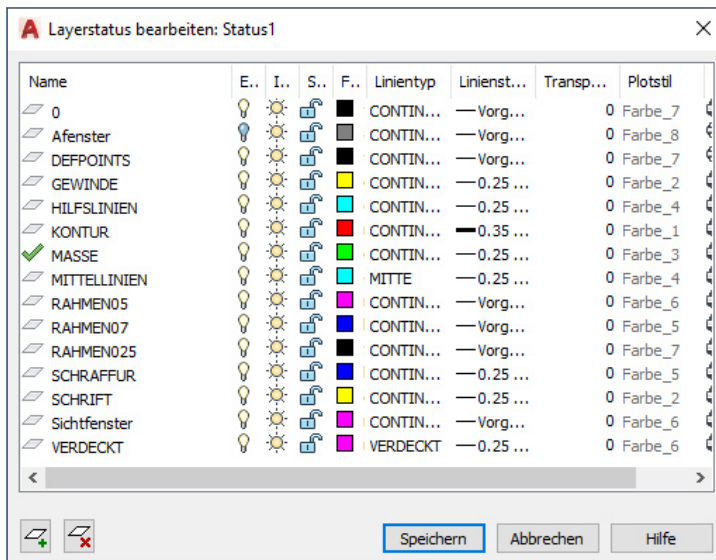 Layerstatus bearbeiten: Status1
Name E.. I.. S.. F.. Linientyp Linienst... Transp... Plotstil
0 CONTIN... Vorg... 0 Farbe_7
Afenster CONTIN... Vorg... 0 Farbe_8
DEFPOINTS CONTIN... Vorg... 0 Farbe_7
GEWINDE CONTIN... 0.25 ... 0 Farbe_2
HILFSLINIEN CONTIN... 0.25 ... 0 Farbe_4
KONTUR CONTIN... 0.35 ... 0 Farbe_1
MASSE CONTIN... 0.25 ... 0 Farbe_3
MITTELLINIEN MITTE 0.25 ... 0 Farbe_4
RAHMEN05 CONTIN... Vorg... 0 Farbe_6
RAHMEN07 CONTIN... Vorg... 0 Farbe_5
RAHMEN025 CONTIN... Vorg... 0 Farbe_7
SCHRAFFUR CONTIN... 0.25 ... 0 Farbe_5
SCHRIFT CONTIN... 0.25 ... 0 Farbe_2
Sichtfenster CONTIN... Vorg... 0 Farbe_6
VERDECKT VERDECKT 0.25 ... 0 Farbe_6
Speichern Abbrechen Hilfe